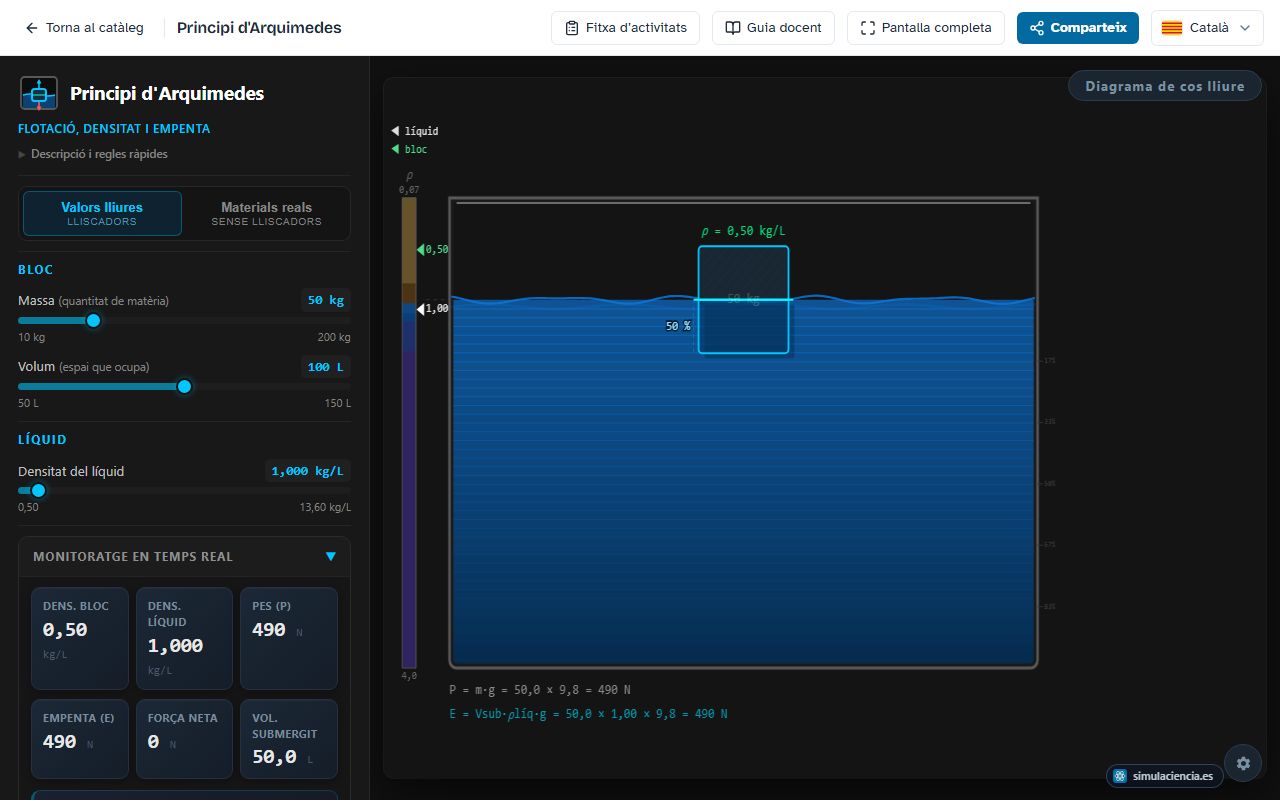 Torna al catàleg
Principi d'Arquimedes
Fitxa d'activitats
Guia docent
Pantalla completa
Comparteix
Català
Principi d'Arquimedes
FLOTACIÓ, DENSITAT I EMPENTA
Descripció i regles ràpides
Valors lliures
LLISCADORS
Materials reals
SENSE LLISCADORS
BLOC
Massa (quantitat de matèria)
50 kg
10 kg
200 kg
Volum (espai que ocupa)
100 L
50 L
150 L
LÍQUID
Densitat del líquid
1,000 kg/L
0,50
13,60 kg/L
MONITORATGE EN TEMPS REAL
DENS. BLOC
0,50
kg/L
DENS.
LÍQUID
1,000
kg/L
PES (P)
490 N
EMPENTA (E)
490 N
FORÇA NETA
0 N
VOL.
SUBMERGIT
50,0 L
Diagrama de cos lliure
líquid
bloc
ρ
0,07
0,50
1,00
4,0
ρ = 0,50 kg/L
50 kg
50 %
P = m·g = 50,0 × 9,8 = 490 N
E = Vsub·ρlíq·g = 50,0 × 1,00 × 9,8 = 490 N
simulaciencia.es